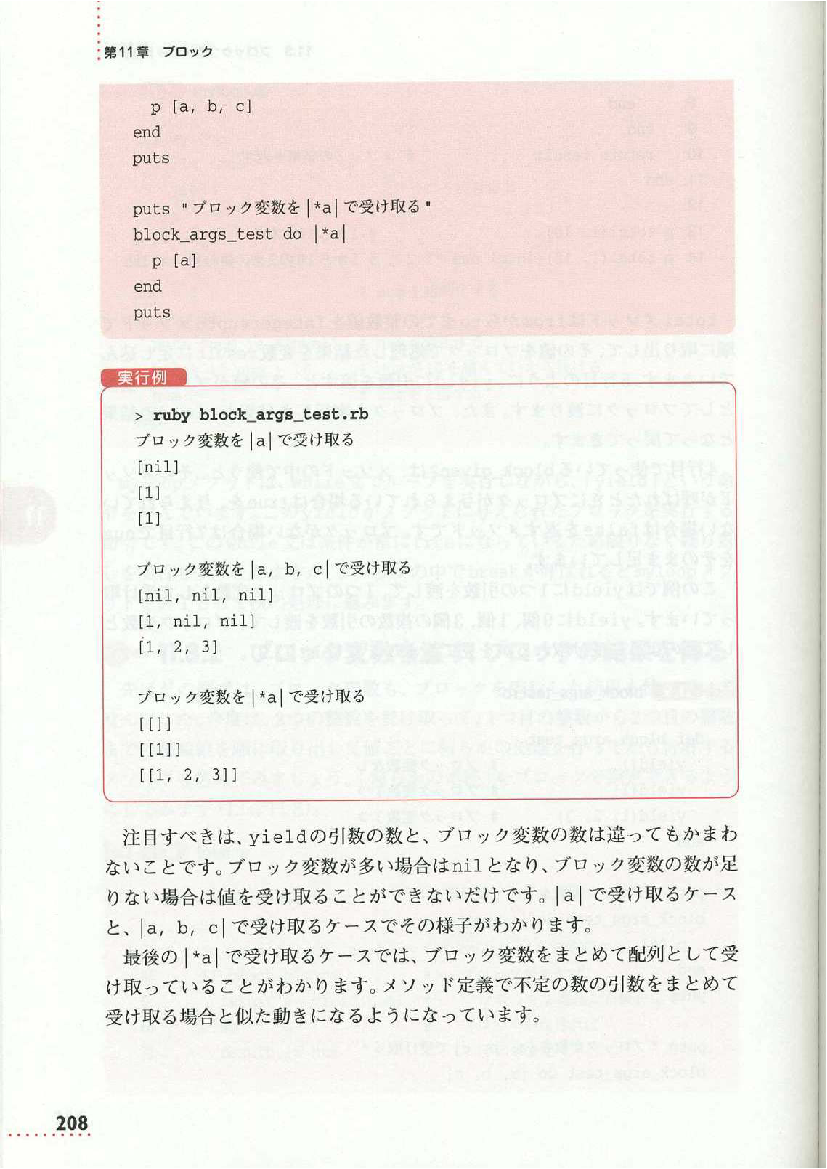 第11章 ブロック
p [a, b, c]
end
puts
puts "ブロック変数を|*a|で受け取る"
block_args_test do |*a|
p [a]
end
puts
実行例
> ruby block_args_test.rb
ブロック変数を|a|で受け取る
[nil]
[1]
[1]
ブロック変数を|a, b, c|で受け取る
[nil, nil, nil]
[1, nil, nil]
[1, 2, 3]
ブロック変数を|*a|で受け取る
[[]]
[[1]]
[[1, 2, 3]]
注目すべきは、yieldの引数の数と、ブロック変数の数は違ってもかまわ
ないことです。ブロック変数が多い場合はnilとなり、ブロック変数の数が足
りない場合は値を受け取ることができないだけです。|a|で受け取るケース
と、|a, b, c|で受け取るケースでその様子がわかります。
最後の|*a|で受け取るケースでは、ブロック変数をまとめて配列として受
け取っていることがわかります。メソッド定義で不定の数の引数をまとめて
受け取る場合と似た動きになるようになっています。
208